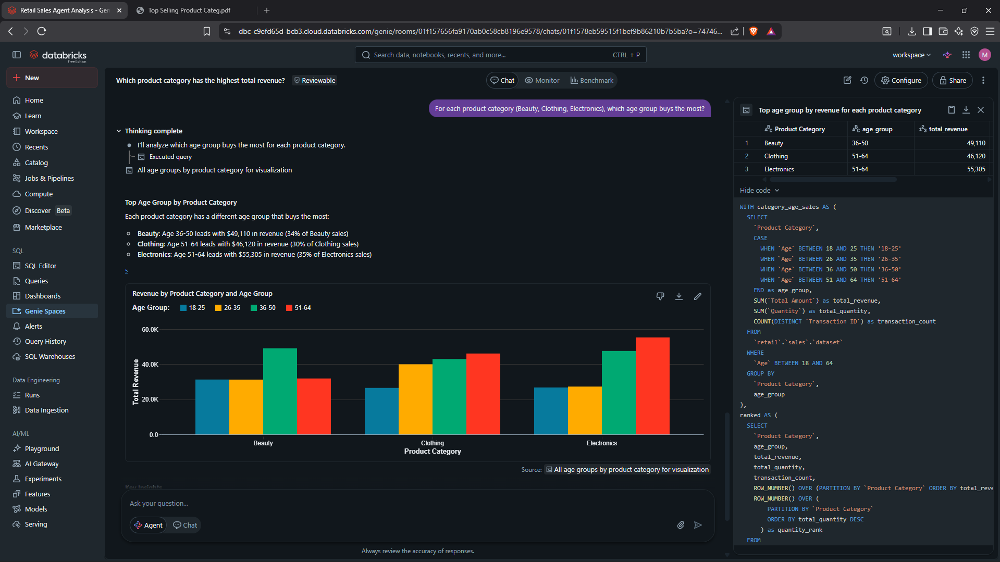 Retail Sales Agent Analysis - Gen
Top Selling Product Categ.pdf
dbc-c9efd65d-bcb3.cloud.databricks.com/genie/rooms/01f157656fa9170ab0c58cb8196e9578/chats/01f1578eb59515f1bef9b86210b7b5ba?o=74746...
databricks
Free Edition
Search data, notebooks, recents, and more...
CTRL + P
workspace
M
New
Home
Learn
Workspace
Recents
Catalog
Jobs & Pipelines
Compute
Discover Beta
Marketplace
SQL
SQL Editor
Queries
Dashboards
Genie Spaces
Alerts
Query History
SQL Warehouses
Data Engineering
Runs
Data Ingestion
AI/ML
Playground
AI Gateway
Experiments
Features
Models
Serving
Which product category has the highest total revenue?
Reviewable
Chat
Monitor
Benchmark
Configure
Share
For each product category (Beauty, Clothing, Electronics), which age group buys the most?
Thinking complete
I'll analyze which age group buys the most for each product category.
Executed query
All age groups by product category for visualization
Top Age Group by Product Category
Each product category has a different age group that buys the most:
Beauty: Age 36-50 leads with $49,110 in revenue (34% of Beauty sales)
Clothing: Age 51-64 leads with $46,120 in revenue (30% of Clothing sales)
Electronics: Age 51-64 leads with $55,305 in revenue (35% of Electronics sales)
5
Revenue by Product Category and Age Group
Age Group: 18-25 26-35 36-50 51-64
60.0K
40.0K
20.0K
0.0
Total Revenue
Beauty
Clothing
Electronics
Product Category
Source: All age groups by product category for visualization
Key Insights
Ask your question...
Agent
Chat
Always review the accuracy of responses.
Top age group by revenue for each product category
Product Category age_group total_revenue
1 Beauty 36-50 49,110
2 Clothing 51-64 46,120
3 Electronics 51-64 55,305
Hide code
WITH category_age_sales AS (
SELECT
`Product Category`,
CASE
WHEN `Age` BETWEEN 18 AND 25 THEN '18-25'
WHEN `Age` BETWEEN 26 AND 35 THEN '26-35'
WHEN `Age` BETWEEN 36 AND 50 THEN '36-50'
WHEN `Age` BETWEEN 51 AND 64 THEN '51-64'
END as age_group,
SUM(`Total Amount`) as total_revenue,
SUM(`Quantity`) as total_quantity,
COUNT(DISTINCT `Transaction ID`) as transaction_count
FROM
`retail`.`sales`.`dataset`
WHERE
`Age` BETWEEN 18 AND 64
GROUP BY
`Product Category`,
age_group
),
ranked AS (
SELECT
`Product Category`,
age_group,
total_revenue,
total_quantity,
transaction_count,
ROW_NUMBER() OVER (PARTITION BY `Product Category` ORDER BY total_reve
ROW_NUMBER() OVER (
PARTITION BY `Product Category`
ORDER BY total_quantity DESC
) as quantity_rank
FROM